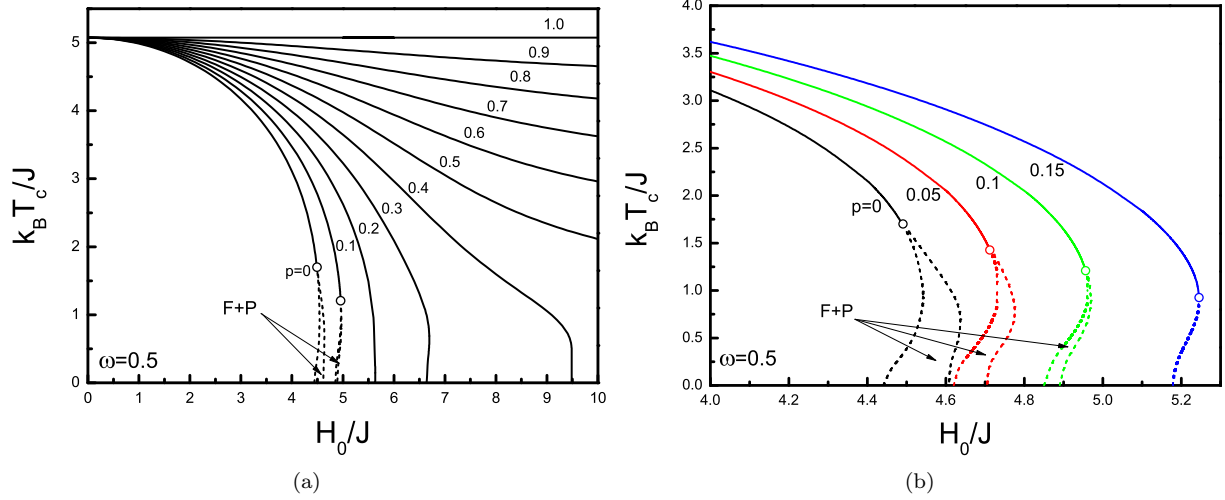 1.0
0.9
0.8
0.7
0.6
0.5
0.4
0.3
0.2
0.1
p=0
F+P
ω=0.5
5
4
3
2
1
0
0 1 2 3 4 5 6 7 8 9 10
k_B T_c/J
H_0/J
(a)
4.0
3.5
3.0
2.5
2.0
1.5
1.0
0.5
0.0
4.0 4.2 4.4 4.6 4.8 5.0 5.2
k_B T_c/J
H_0/J
0.15
0.1
0.05
p=0
F+P
ω=0.5
(b)